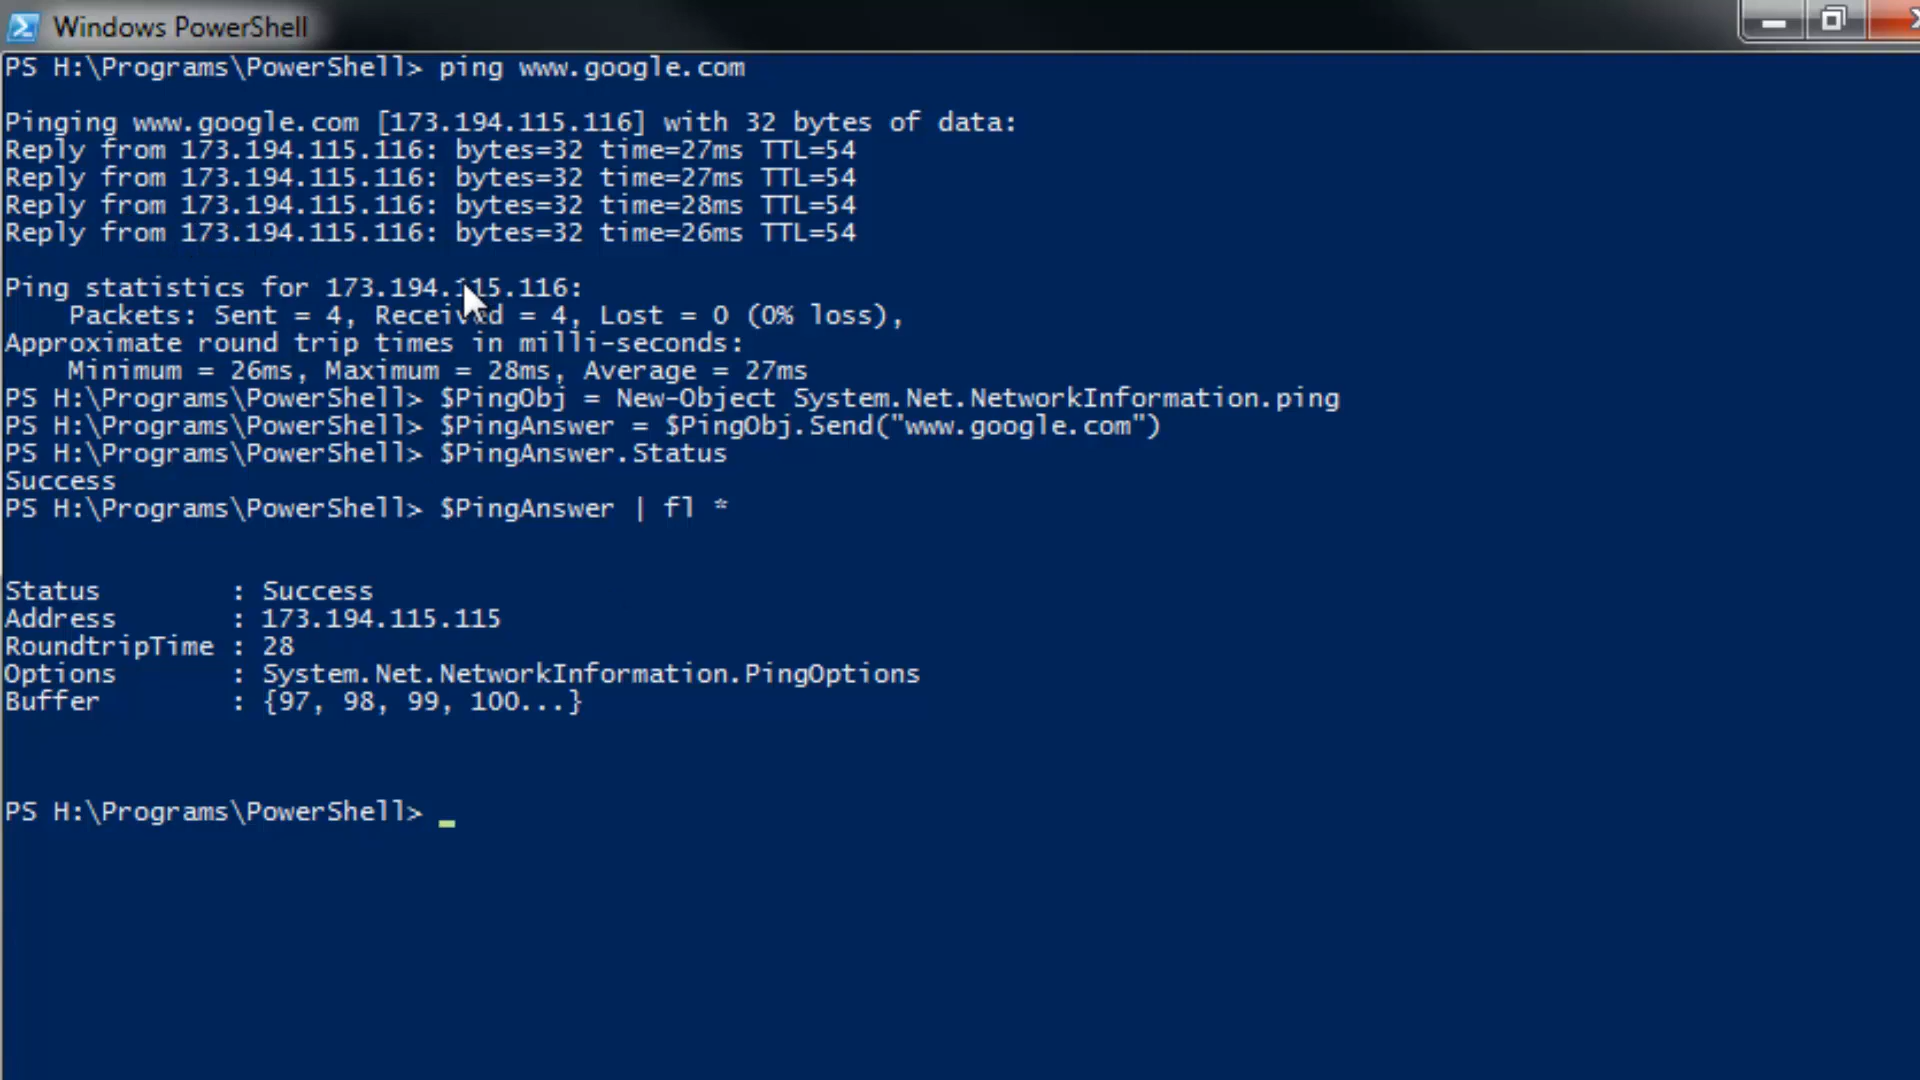 Windows PowerShell
PS H:\Programs\PowerShell> ping www.google.com
Pinging www.google.com [173.194.115.116] with 32 bytes of data:
Reply from 173.194.115.116: bytes=32 time=27ms TTL=54
Reply from 173.194.115.116: bytes=32 time=27ms TTL=54
Reply from 173.194.115.116: bytes=32 time=28ms TTL=54
Reply from 173.194.115.116: bytes=32 time=26ms TTL=54
Ping statistics for 173.194.115.116:
    Packets: Sent = 4, Received = 4, Lost = 0 (0% loss),
Approximate round trip times in milli-seconds:
    Minimum = 26ms, Maximum = 28ms, Average = 27ms
PS H:\Programs\PowerShell> $PingObj = New-Object System.Net.NetworkInformation.ping
PS H:\Programs\PowerShell> $PingAnswer = $PingObj.Send("www.google.com")
PS H:\Programs\PowerShell> $PingAnswer.Status
Success
PS H:\Programs\PowerShell> $PingAnswer | fl *
Status        : Success
Address       : 173.194.115.115
RoundtripTime : 28
Options       : System.Net.NetworkInformation.PingOptions
Buffer        : {97, 98, 99, 100...}
PS H:\Programs\PowerShell>